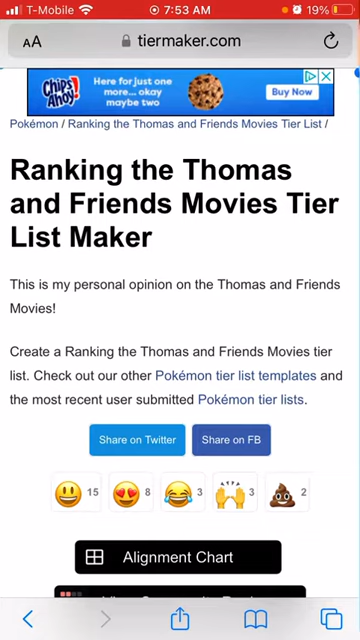 T-Mobile 7:53 AM 19%
AA tiermaker.com
CHIPS AHOY! Here for just one more... okay maybe two Buy Now
Pokémon / Ranking the Thomas and Friends Movies Tier List /
Ranking the Thomas
and Friends Movies Tier
List Maker
This is my personal opinion on the Thomas and Friends
Movies!
Create a Ranking the Thomas and Friends Movies tier
list. Check out our other Pokémon tier list templates and
the most recent user submitted Pokémon tier lists.
Share on Twitter Share on FB
15 8 3 3 2
Alignment Chart